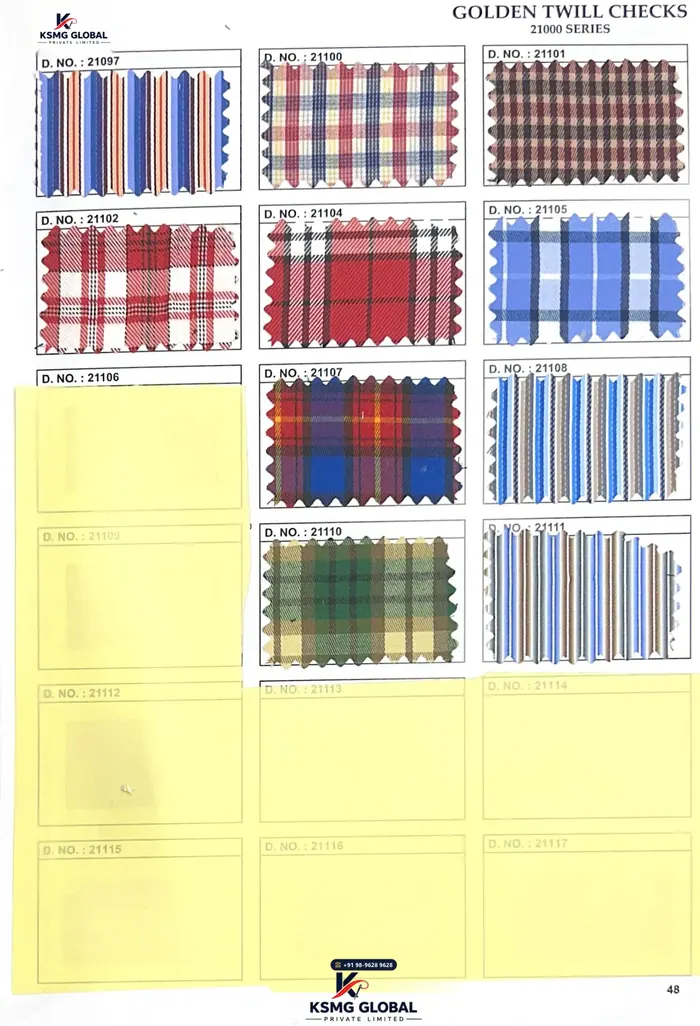 GOLDEN TWILL CHECKS
21000 SERIES
KSMG GLOBAL
PRIVATE LIMITED
D. NO. : 21097
D. NO. : 21100
D. NO. : 21101
D. NO. : 21102
D. NO. : 21104
D. NO. : 21105
D. NO. : 21106
D. NO. : 21107
D. NO. : 21108
D. NO. : 21109
D. NO. : 21110
D. NO. : 21111
D. NO. : 21112
D. NO. : 21113
D. NO. : 21114
D. NO. : 21115
D. NO. : 21116
D. NO. : 21117
+91 98-9628 9628
KSMG GLOBAL
PRIVATE LIMITED
48